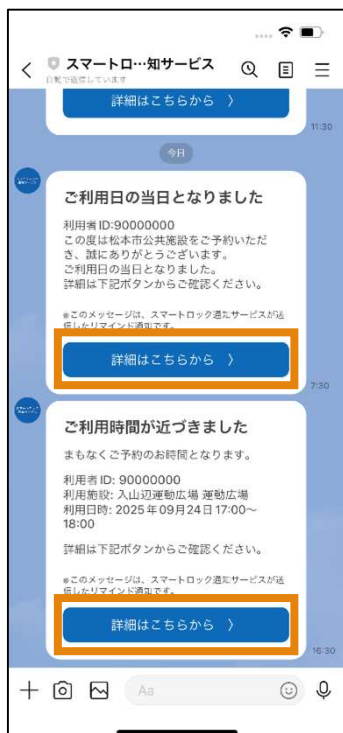 スマートロ…知サービス
自動で返信しています
詳細はこちらから 〉
11:30
今日
ご利用日の当日となりました
利用者ID:90000000
この度は松本市公共施設をご予約いただ
き、誠にありがとうございます。
ご利用日の当日となりました。
詳細は下記ボタンからご確認ください。
※このメッセージは、スマートロック通知サービスが送
信したリマインド通知です。
詳細はこちらから 〉
7:30
ご利用時間が近づきました
まもなくご予約のお時間となります。
利用者ID: 90000000
利用施設: 入山辺運動広場 運動広場
利用日時: 2025年09月24日 17:00～
18:00
詳細は下記ボタンからご確認ください。
※このメッセージは、スマートロック通知サービスが送
信したリマインド通知です。
詳細はこちらから 〉
16:30
Aa